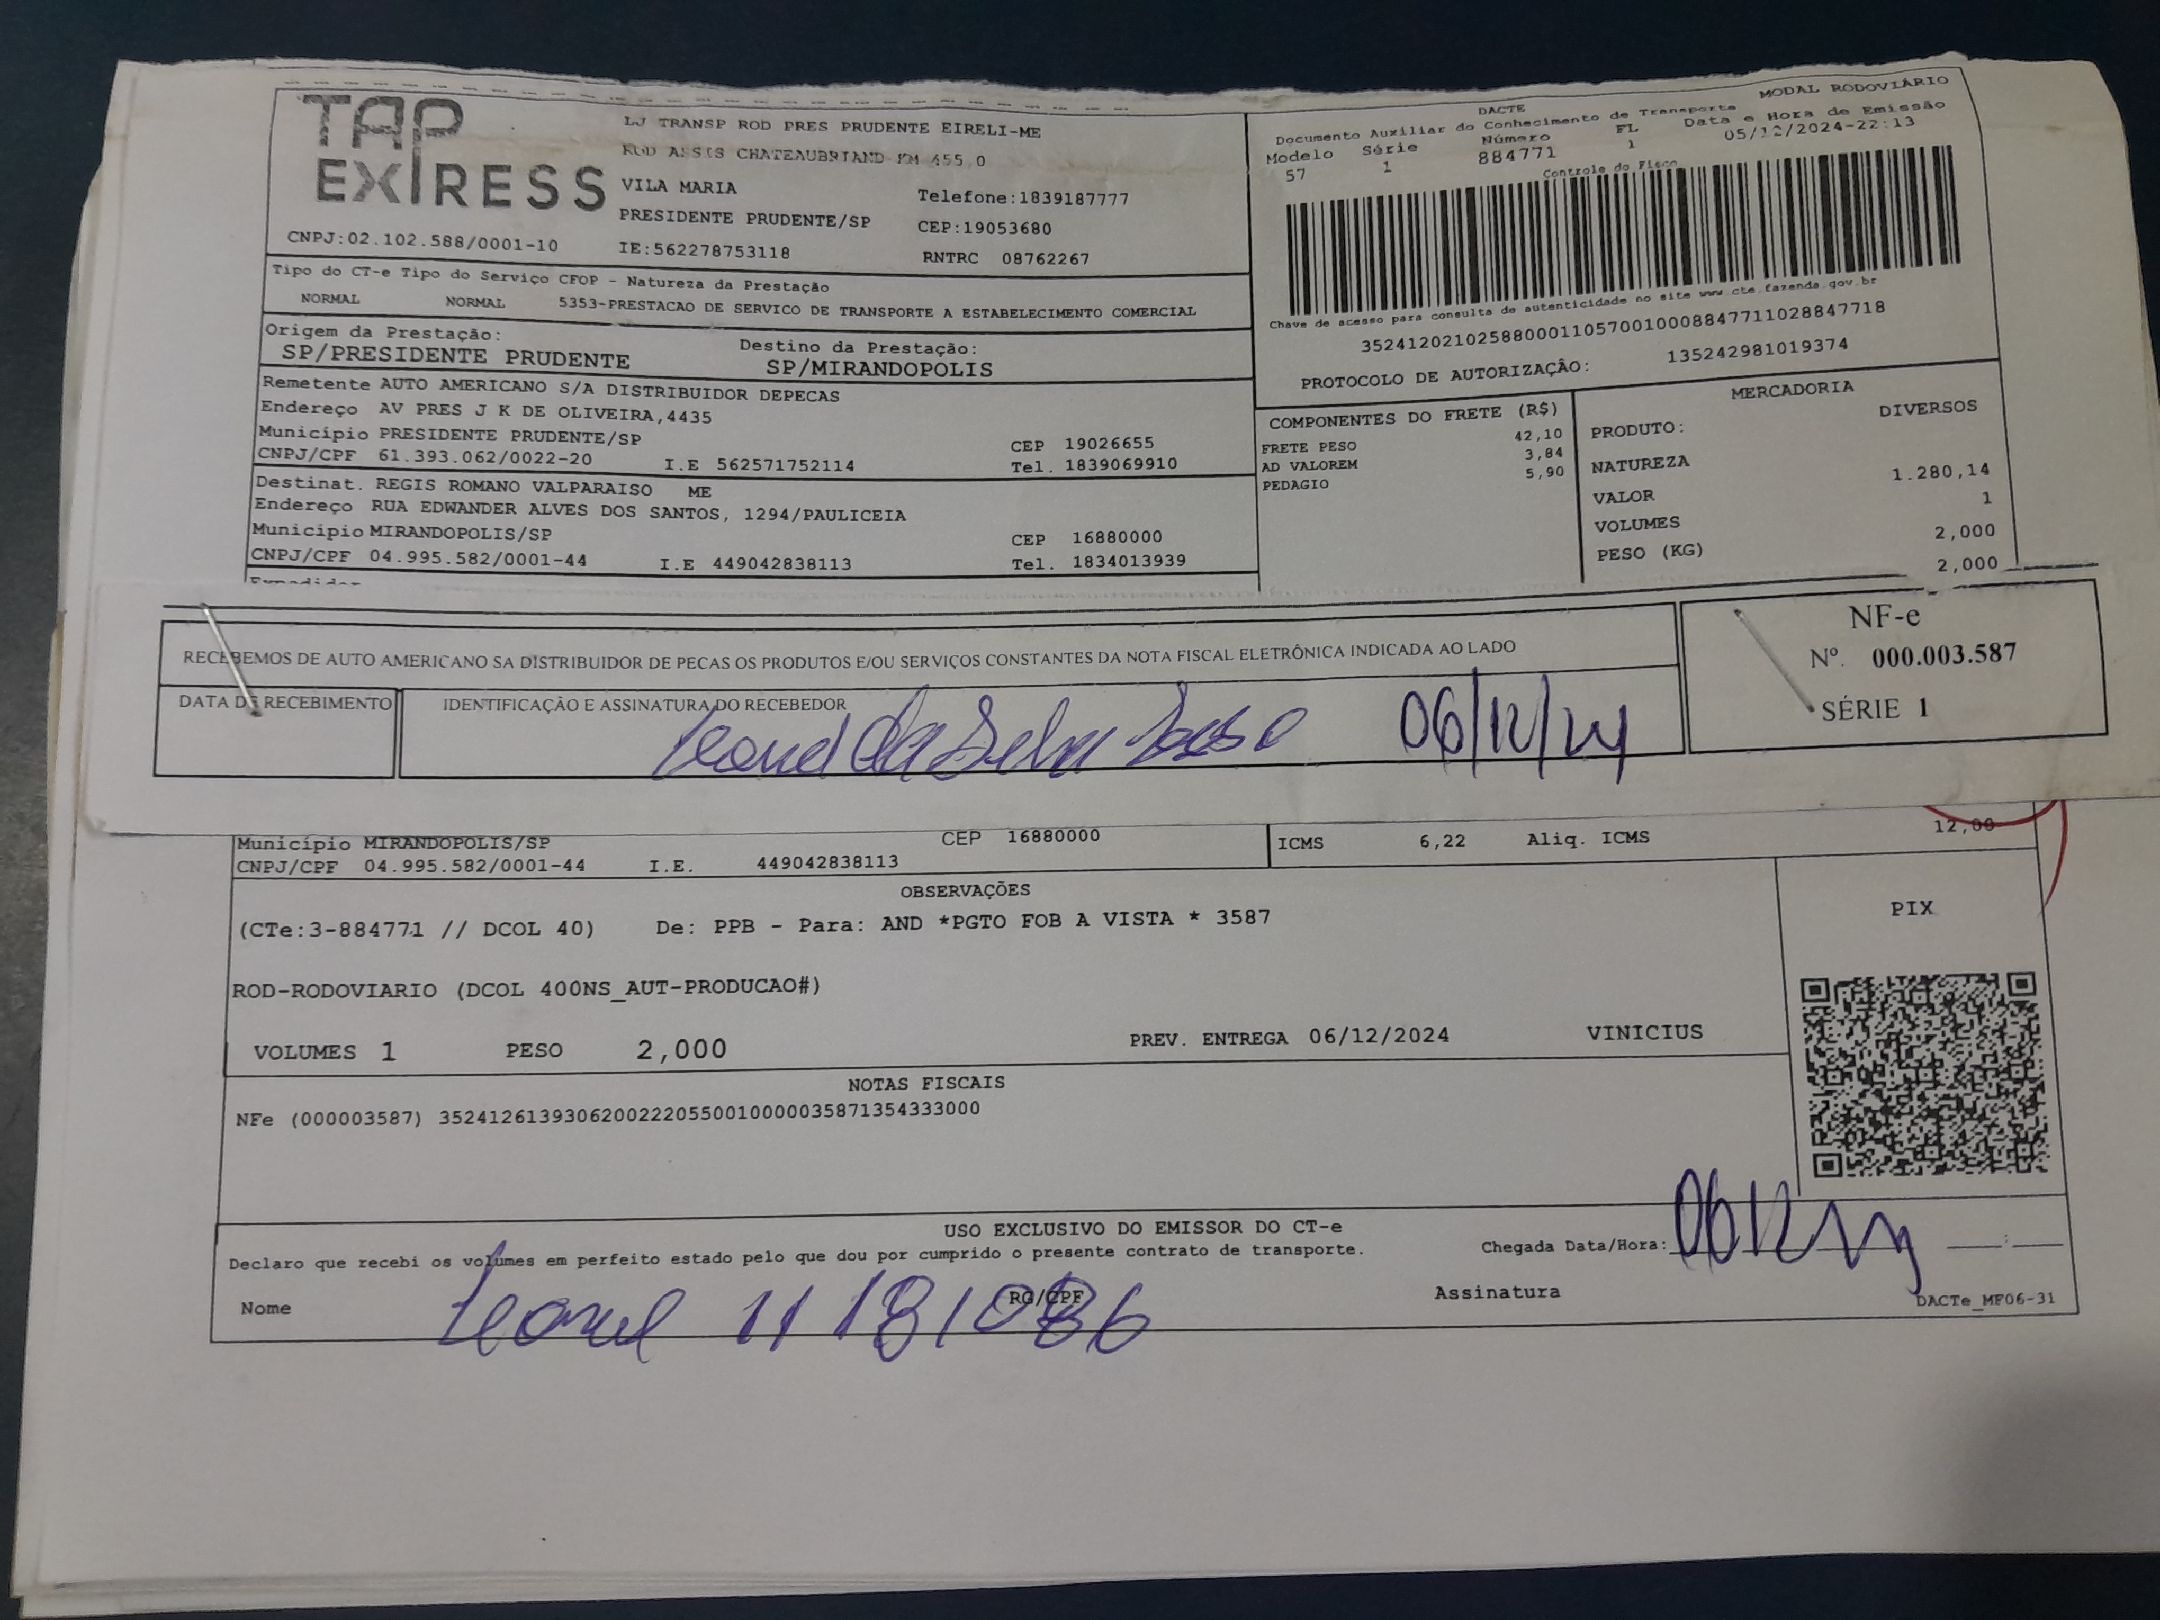 TAP
EXPRESS
LJ TRANSP ROD PRES PRUDENTE EIRELI-ME
ROD ASSIS CHATEAUBRIAND KM 455,0
VILA MARIA
Telefone:1839187777
PRESIDENTE PRUDENTE/SP
CEP:19053680
CNPJ:02.102.588/0001-10
IE:562278753118
RNTRC 08762267
DACTE
MODAL RODOVIÁRIO
Documento Auxiliar do Conhecimento de Transporte
Modelo Série Número FL Data e Hora de Emissão
57 1 884771 1 05/12/2024-22:13
Controle do Fisco
Chave de acesso para consulta de autenticidade no site www.cte.fazenda.gov.br
35241202102588000110570010008847711028847718
PROTOCOLO DE AUTORIZAÇÃO: 135242981019374
Tipo do CT-e Tipo do Serviço CFOP - Natureza da Prestação
NORMAL NORMAL 5353-PRESTACAO DE SERVICO DE TRANSPORTE A ESTABELECIMENTO COMERCIAL
Origem da Prestação: Destino da Prestação:
SP/PRESIDENTE PRUDENTE SP/MIRANDOPOLIS
Remetente AUTO AMERICANO S/A DISTRIBUIDOR DEPECAS
Endereço AV PRES J K DE OLIVEIRA,4435
Município PRESIDENTE PRUDENTE/SP CEP 19026655
CNPJ/CPF 61.393.062/0022-20 I.E 562571752114 Tel. 1839069910
Destinat. REGIS ROMANO VALPARAISO ME
Endereço RUA EDWANDER ALVES DOS SANTOS, 1294/PAULICEIA
Município MIRANDOPOLIS/SP CEP 16880000
CNPJ/CPF 04.995.582/0001-44 I.E 449042838113 Tel. 1834013939
COMPONENTES DO FRETE (R$)
FRETE PESO 42,10
AD VALOREM 3,84
PEDAGIO 5,90
MERCADORIA
PRODUTO: DIVERSOS
NATUREZA
VALOR 1.280,14
VOLUMES 1
PESO (KG) 2,000
2,000
RECEBEMOS DE AUTO AMERICANO SA DISTRIBUIDOR DE PECAS OS PRODUTOS E/OU SERVIÇOS CONSTANTES DA NOTA FISCAL ELETRÔNICA INDICADA AO LADO
DATA DE RECEBIMENTO
IDENTIFICAÇÃO E ASSINATURA DO RECEBEDOR
Leonel da Silva 06/12/24
NF-e
Nº. 000.003.587
SÉRIE 1
Município MIRANDOPOLIS/SP CEP 16880000
CNPJ/CPF 04.995.582/0001-44 I.E. 449042838113
ICMS 6,22 Aliq. ICMS 12,00
OBSERVAÇÕES
(CTe:3-884771 // DCOL 40) De: PPB - Para: AND *PGTO FOB A VISTA * 3587
ROD-RODOVIARIO (DCOL 400NS_AUT-PRODUCAO#)
VOLUMES 1 PESO 2,000 PREV. ENTREGA 06/12/2024 VINICIUS
PIX
NOTAS FISCAIS
NFe (000003587) 35241261393062002220550010000035871354333000
USO EXCLUSIVO DO EMISSOR DO CT-e
Declaro que recebi os volumes em perfeito estado pelo que dou por cumprido o presente contrato de transporte.
Chegada Data/Hora: 06 12 24
Nome Leonel RG/CPF 11181086 Assinatura
DACTe_MF06-31